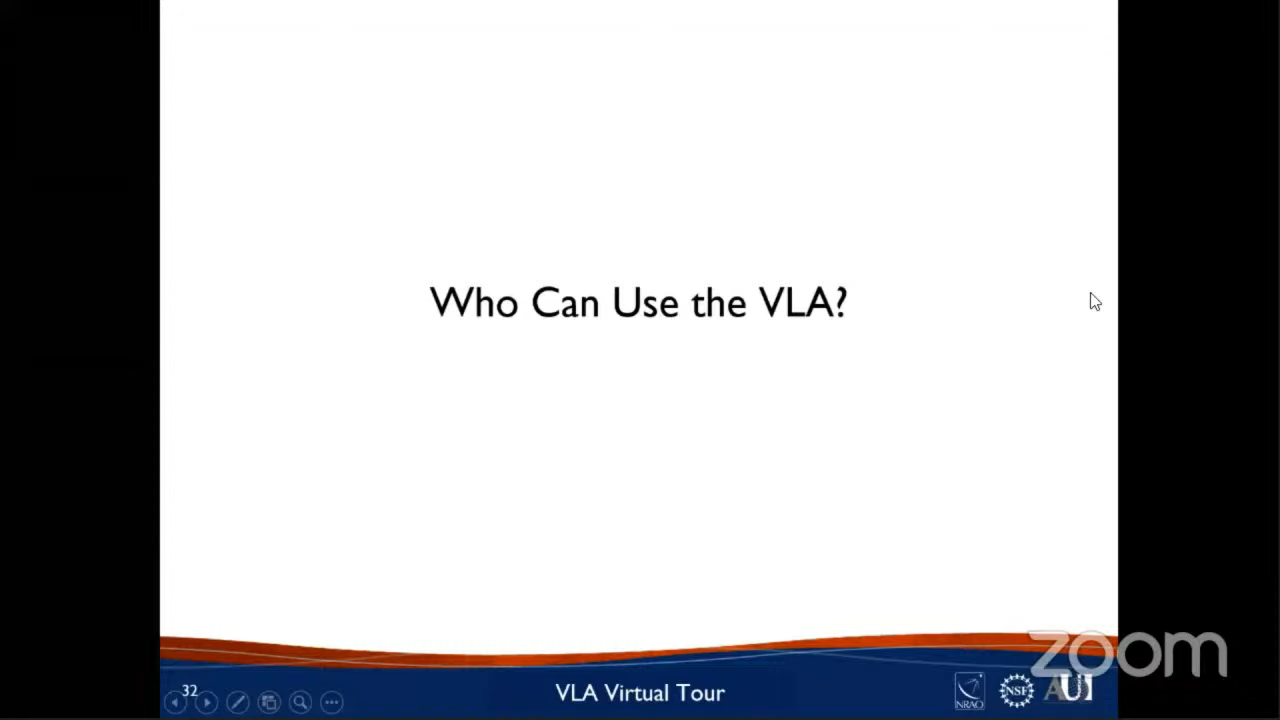 Who Can Use the VLA?
32
VLA Virtual Tour
NRAO
NSF
AUI
zoom